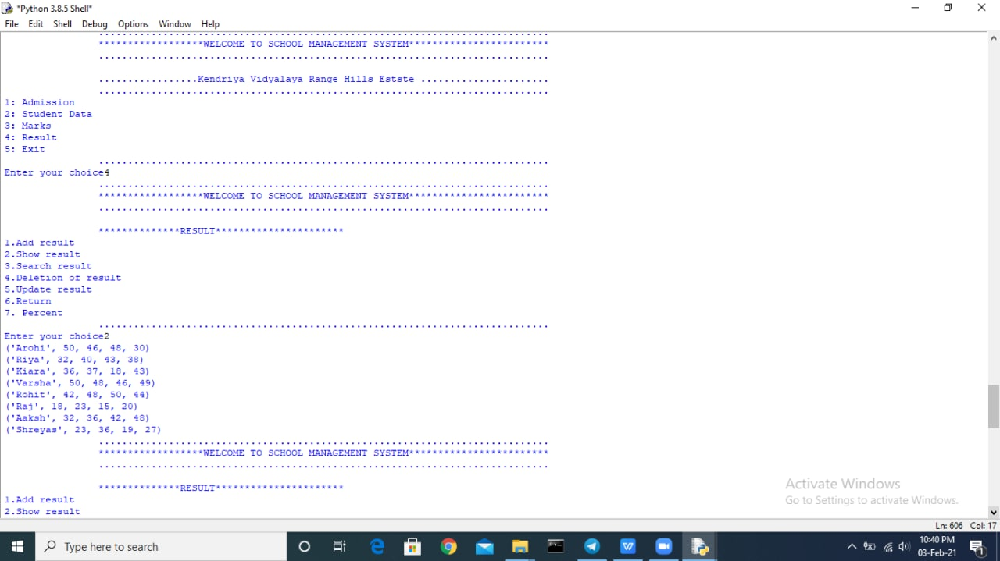 *Python 3.8.5 Shell*
File Edit Shell Debug Options Window Help
.............................................................................
******************WELCOME TO SCHOOL MANAGEMENT SYSTEM************************
.............................................................................
.................Kendriya Vidyalaya Range Hills Estste ......................
.............................................................................
1: Admission
2: Student Data
3: Marks
4: Result
5: Exit
.............................................................................
Enter your choice4
.............................................................................
******************WELCOME TO SCHOOL MANAGEMENT SYSTEM************************
.............................................................................
**************RESULT**********************
1.Add result
2.Show result
3.Search result
4.Deletion of result
5.Update result
6.Return
7. Percent
.............................................................................
Enter your choice2
('Arohi', 50, 46, 48, 30)
('Riya', 32, 40, 43, 38)
('Kiara', 36, 37, 18, 43)
('Varsha', 50, 48, 46, 49)
('Rohit', 42, 48, 50, 44)
('Raj', 18, 23, 15, 20)
('Aaksh', 32, 36, 42, 48)
('Shreyas', 23, 36, 19, 27)
.............................................................................
******************WELCOME TO SCHOOL MANAGEMENT SYSTEM************************
.............................................................................
**************RESULT**********************
1.Add result
2.Show result
Activate Windows
Go to Settings to activate Windows.
Ln: 606 Col: 17
Type here to search
10:40 PM
03-Feb-21
1